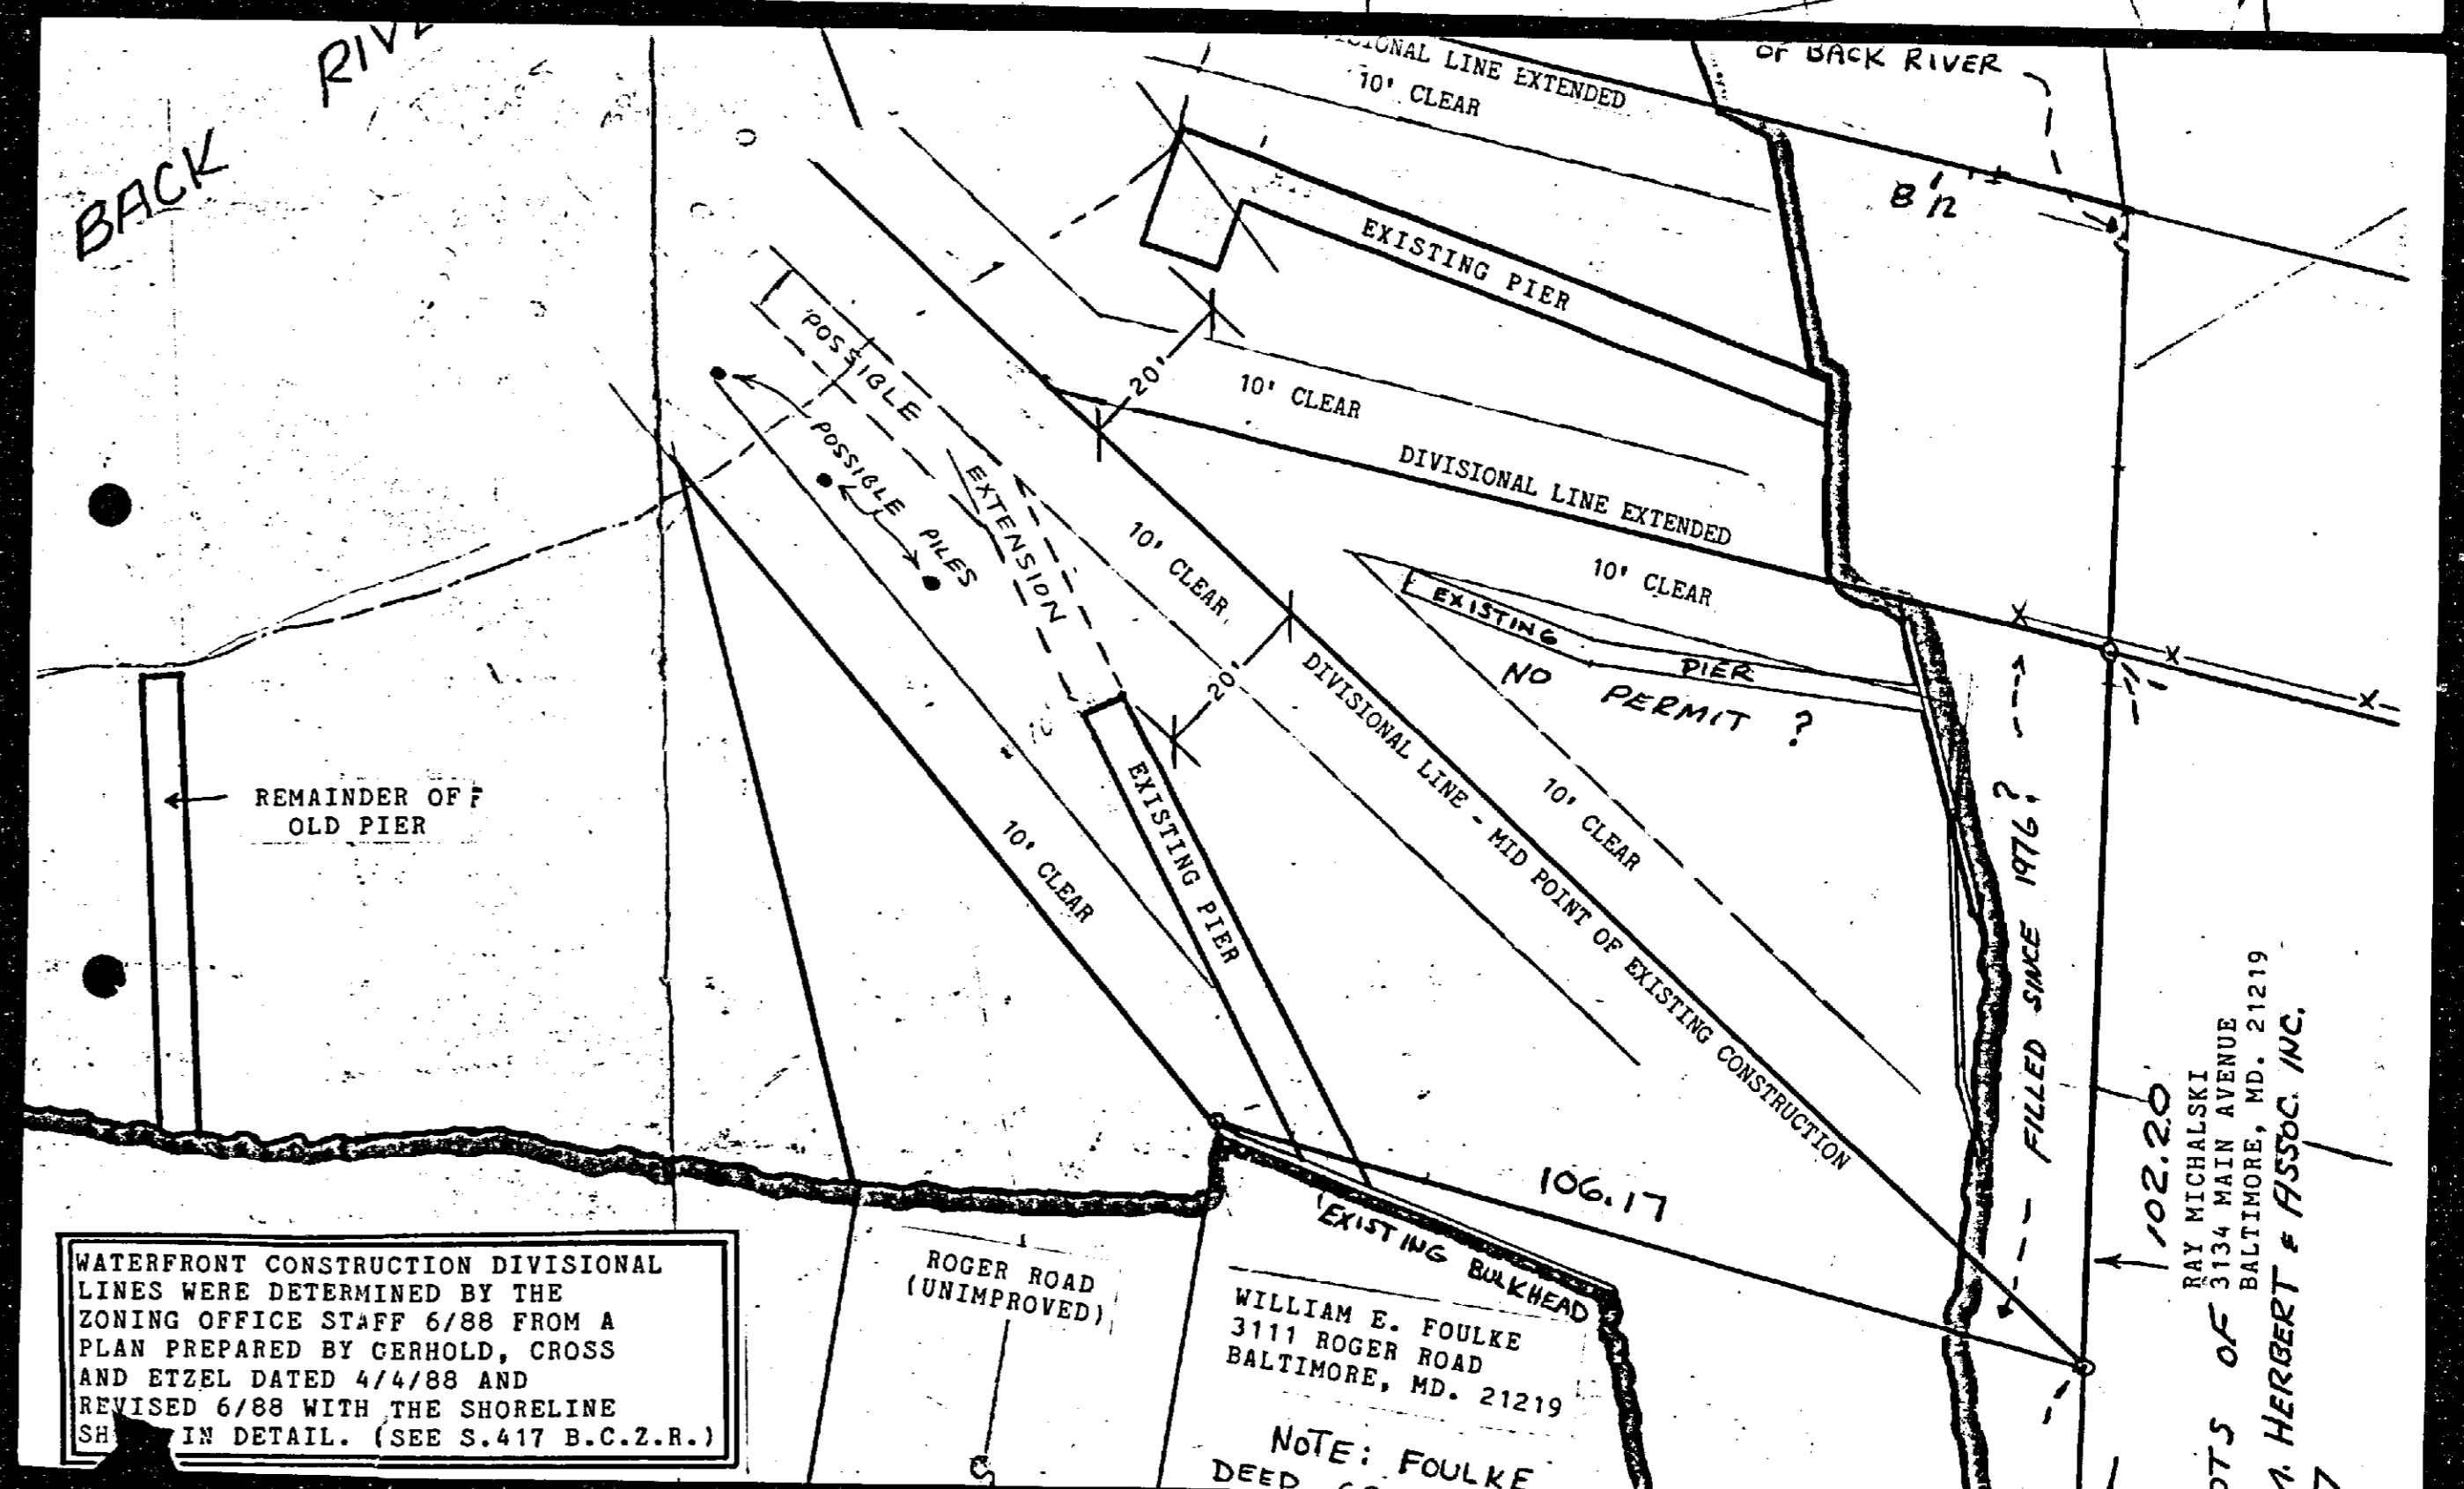 BACK
OF BACK RIVER
LINE EXTENDED
10' CLEAR
8 1/2
EXISTING PIER
20'
10' CLEAR
DIVISIONAL LINE EXTENDED
10' CLEAR
EXISTING PIER
NO PERMIT ?
POSSIBLE EXTENSION
POSSIBLE PILES
10' CLEAR
20'
DIVISIONAL LINE - MID POINT OF EXISTING CONSTRUCTION
10' CLEAR
EXISTING PIER
10' CLEAR
REMAINDER OF
OLD PIER
FILLED SINCE 1976 ?
102.20'
RAY MICHALSKI
3134 MAIN AVENUE
BALTIMORE, MD. 21219
OF
HERBERT & ASSOC. INC.
106.17
EXISTING BULKHEAD
ROGER ROAD
(UNIMPROVED)
WILLIAM E. FOULKE
3111 ROGER ROAD
BALTIMORE, MD. 21219
NOTE: FOULKE
DEED
WATERFRONT CONSTRUCTION DIVISIONAL
LINES WERE DETERMINED BY THE
ZONING OFFICE STAFF 6/88 FROM A
PLAN PREPARED BY GERHOLD, CROSS
AND ETZEL DATED 4/4/88 AND
REVISED 6/88 WITH THE SHORELINE
IN DETAIL. (SEE S.417 B.C.Z.R.)